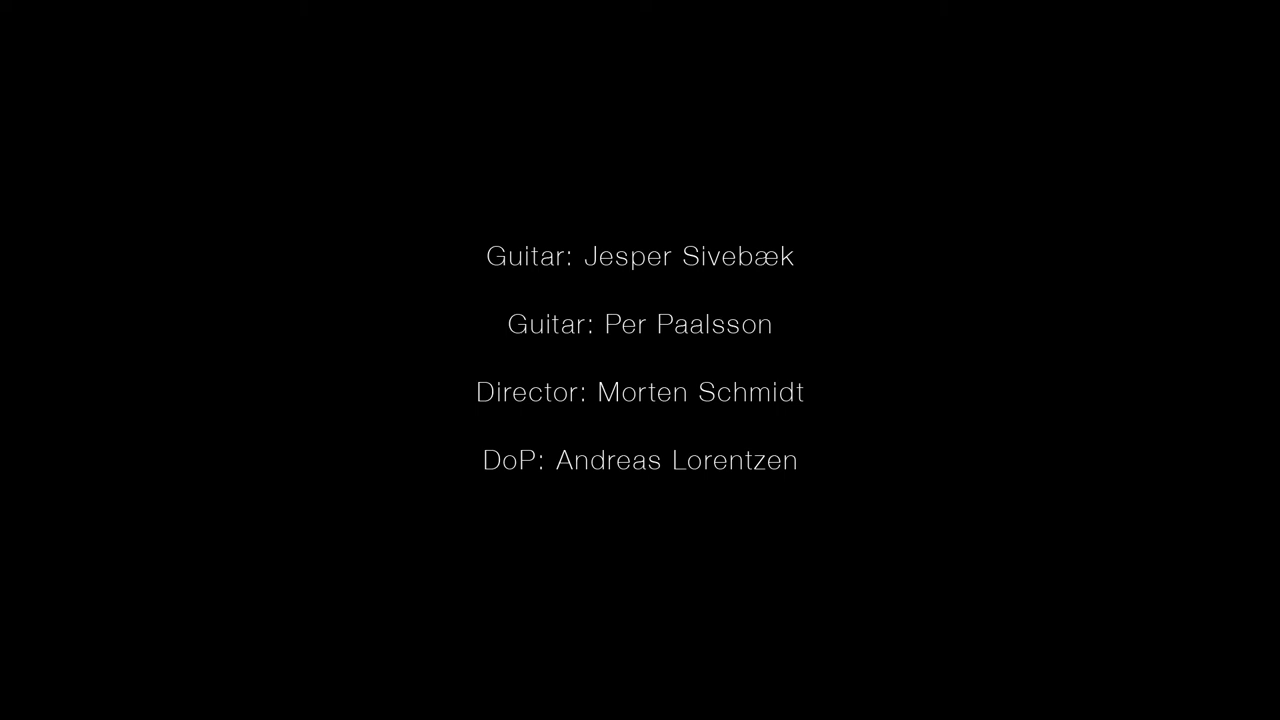 Guitar: Jesper Sivebæk
Guitar: Per Paalsson
Director: Morten Schmidt
DoP: Andreas Lorentzen